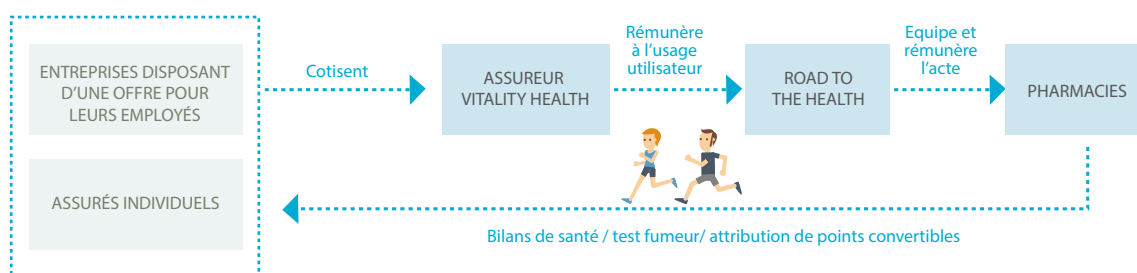 ENTREPRISES DISPOSANT
D’UNE OFFRE POUR
LEURS EMPLOYÉS
ASSURÉS INDIVIDUELS
Cotisent
ASSUREUR
VITALITY HEALTH
Rémunère
à l’usage
utilisateur
ROAD TO
THE HEALTH
Equipe et
rémunère
l’acte
PHARMACIES
Bilans de santé / test fumeur/ attribution de points convertibles